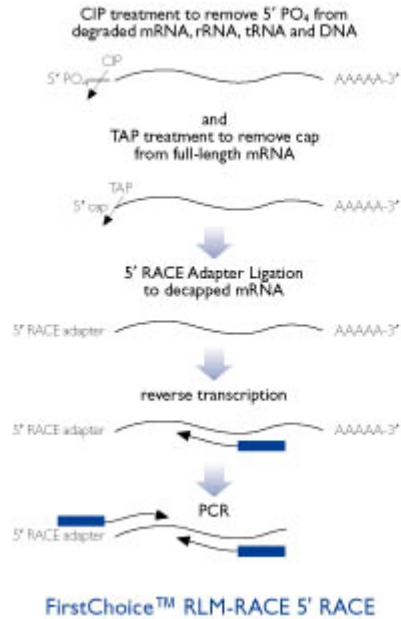 CIP treatment to remove 5' PO₄ from
degraded mRNA, rRNA, tRNA and DNA
CIP
5' PO₄
AAAAA-3'
and
TAP treatment to remove cap
from full-length mRNA
TAP
5' cap
AAAAA-3'
5' RACE Adapter Ligation
to decapped mRNA
5' RACE adapter
AAAAA-3'
reverse transcription
5' RACE adapter
AAAAA-3'
PCR
5' RACE adapter
FirstChoice™ RLM-RACE 5' RACE